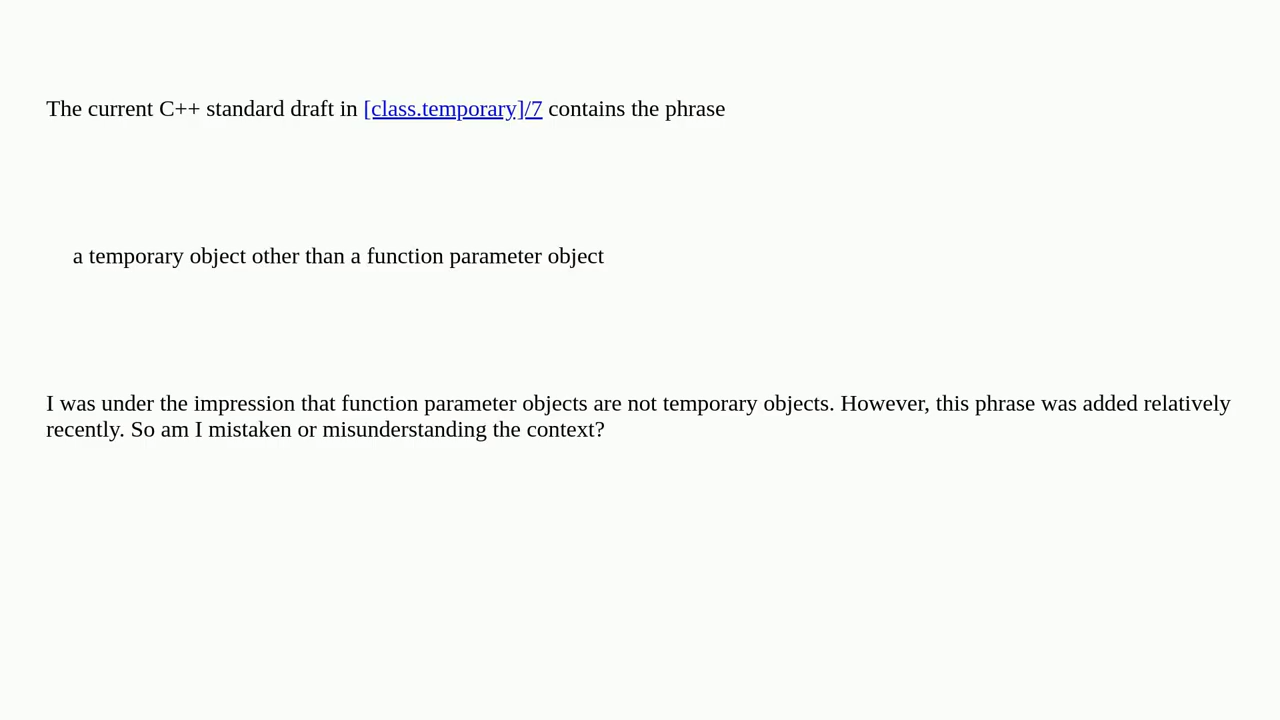 The current C++ standard draft in [class.temporary]/7 contains the phrase
a temporary object other than a function parameter object
I was under the impression that function parameter objects are not temporary objects. However, this phrase was added relatively
recently. So am I mistaken or misunderstanding the context?